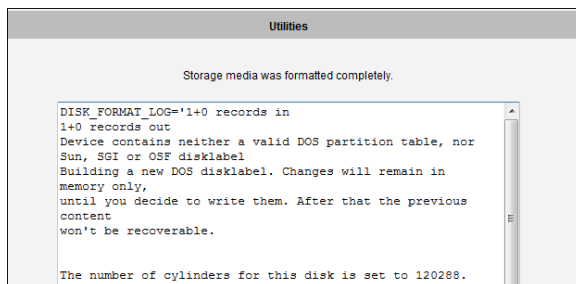 Utilities
Storage media was formatted completely.
DISK_FORMAT_LOG='1+0 records in
1+0 records out
Device contains neither a valid DOS partition table, nor
Sun, SGI or OSF disklabel
Building a new DOS disklabel. Changes will remain in
memory only,
until you decide to write them. After that the previous
content
won't be recoverable.
The number of cylinders for this disk is set to 120288.